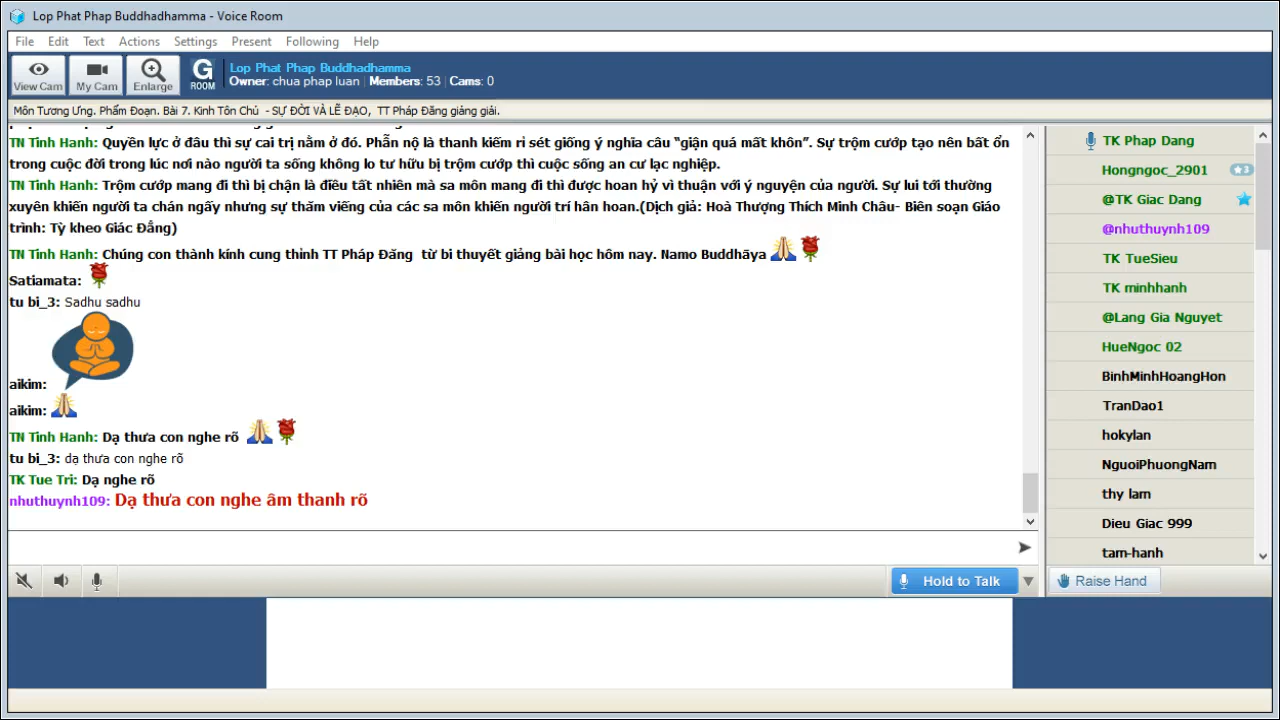 Lop Phat Phap Buddhadhamma - Voice Room
File Edit Text Actions Settings Present Following Help
View Cam My Cam Enlarge G ROOM
Lop Phat Phap Buddhadhamma
Owner: chua phap luan Members: 53 Cams: 0
Môn Tương Ưng. Phẩm Đoạn. Bài 7. Kinh Tôn Chủ - SỰ ĐỜI VÀ LẼ ĐẠO, TT Pháp Đăng giảng giải.
TN Tinh Hanh: Quyền lực ở đâu thì sự cai trị nằm ở đó. Phẫn nộ là thanh kiếm rỉ sét giống ý nghĩa câu “giận quá mất khôn”. Sự trộm cướp tạo nên bất ổn
trong cuộc đời trong lúc nơi nào người ta sống không lo tư hữu bị trộm cướp thì cuộc sống an cư lạc nghiệp.
TN Tinh Hanh: Trộm cướp mang đi thì bị chận là điều tất nhiên mà sa môn mang đi thì được hoan hỷ vì thuận với ý nguyện của người. Sự lui tới thường
xuyên khiến người ta chán ngấy nhưng sự thăm viếng của các sa môn khiến người trí hân hoan.(Dịch giả: Hoà Thượng Thích Minh Châu- Biên soạn Giáo
trình: Tỳ kheo Giác Đẳng)
TN Tinh Hanh: Chúng con thành kính cung thỉnh TT Pháp Đăng từ bi thuyết giảng bài học hôm nay. Namo Buddhāya
Satiamata:
tu bi_3: Sadhu sadhu
aikim:
aikim:
TN Tinh Hanh: Dạ thưa con nghe rõ
tu bi_3: dạ thưa con nghe rõ
TK Tue Tri: Dạ nghe rõ
nhuthuynh109: Dạ thưa con nghe âm thanh rõ
Hold to Talk
TK Phap Dang
Hongngoc_2901
@TK Giac Dang
@nhuthuynh109
TK TueSieu
TK minhhanh
@Lang Gia Nguyet
HueNgoc 02
BinhMinhHoangHon
TranDao1
hokylan
NguoiPhuongNam
thy lam
Dieu Giac 999
tam-hanh
Raise Hand